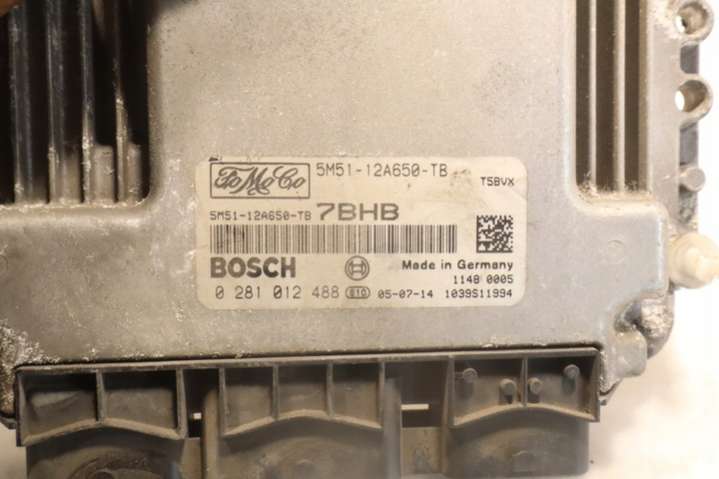 FoMoCo 5M51-12A650-TB
T5BVX
5M51-12A650-TB 7BHB
BOSCH Made in Germany
1148 0005
0 281 012 488 E10 05-07-14 1039S11994